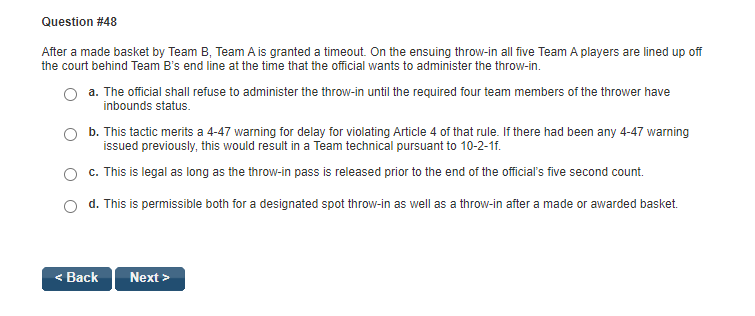 Question #48
After a made basket by Team B, Team A is granted a timeout. On the ensuing throw-in all five Team A players are lined up off
the court behind Team B's end line at the time that the official wants to administer the throw-in.
a. The official shall refuse to administer the throw-in until the required four team members of the thrower have
inbounds status.
b. This tactic merits a 4-47 warning for delay for violating Article 4 of that rule. If there had been any 4-47 warning
issued previously, this would result in a Team technical pursuant to 10-2-1f.
c. This is legal as long as the throw-in pass is released prior to the end of the official's five second count.
d. This is permissible both for a designated spot throw-in as well as a throw-in after a made or awarded basket.
< Back Next >